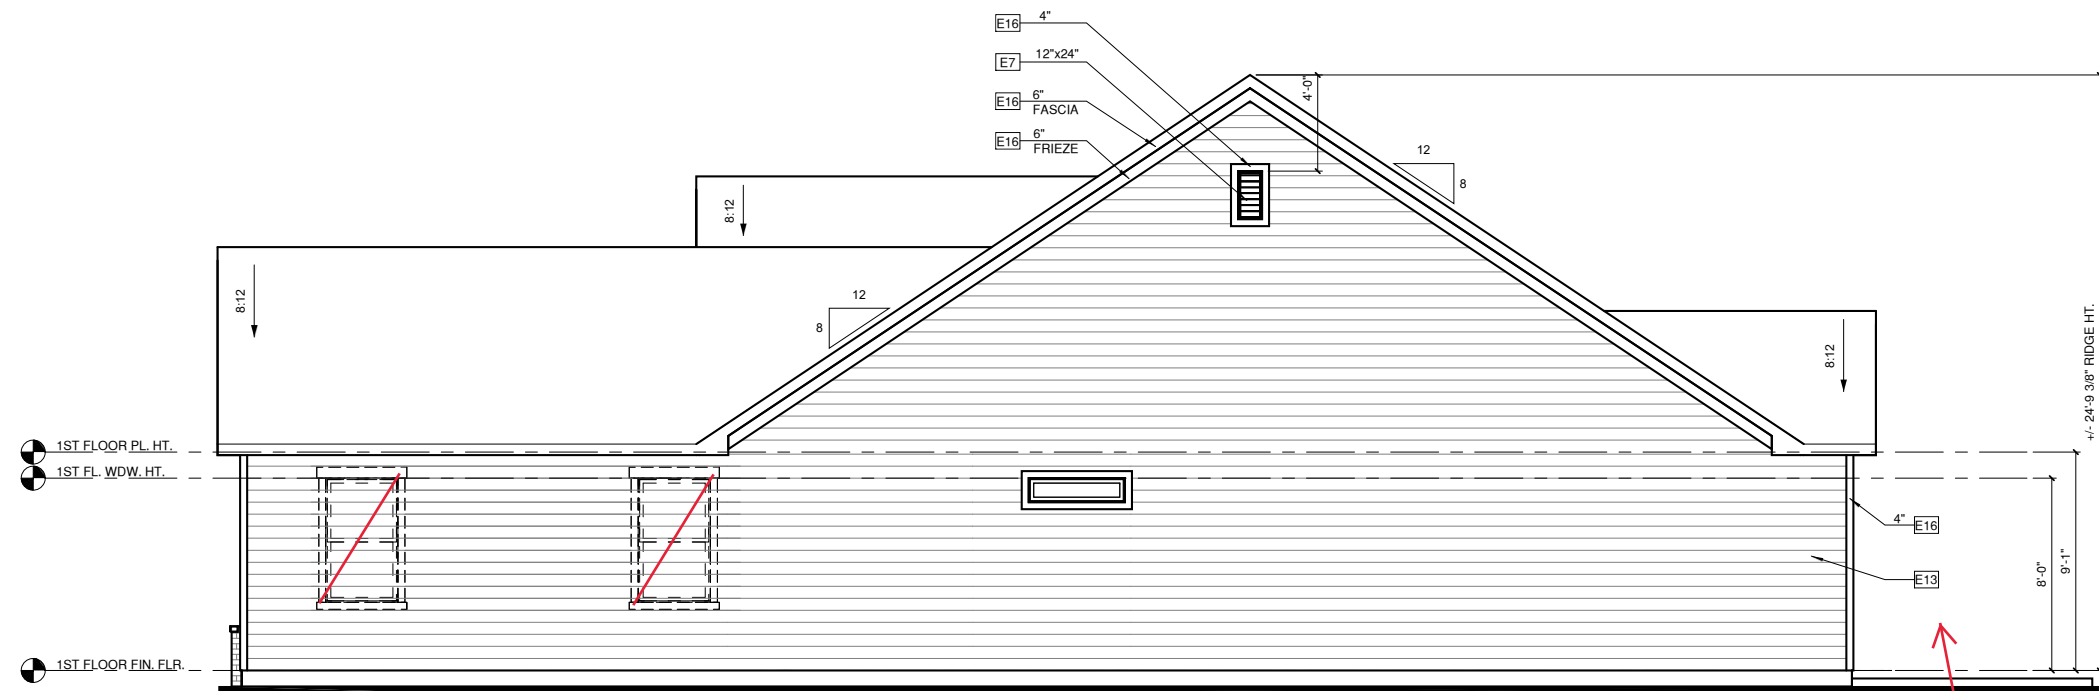 E16 4"
E7 12"x24"
E16 6"
FASCIA
E16 6"
FRIEZE
4'-0"
12
8
8:12
8:12
12
8
8:12
+/- 24'-9 3/8" RIDGE HT.
1ST FLOOR PL. HT.
1ST FL. WDW. HT.
4" E16
E13
8'-0"
9'-1"
1ST FLOOR FIN. FLR.